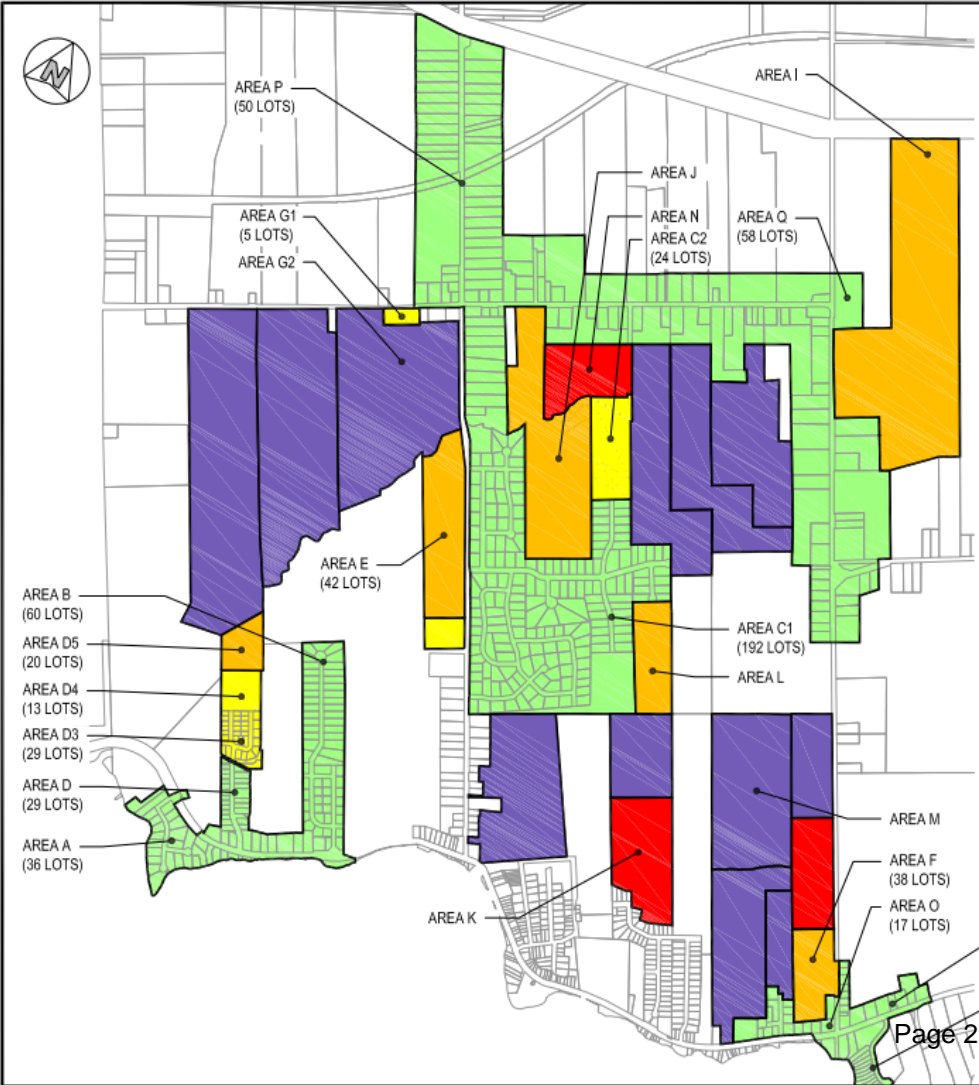 N
AREA P
(50 LOTS)
AREA I
AREA J
AREA N
AREA C2
(24 LOTS)
AREA Q
(58 LOTS)
AREA G1
(5 LOTS)
AREA G2
AREA E
(42 LOTS)
AREA B
(60 LOTS)
AREA D5
(20 LOTS)
AREA D4
(13 LOTS)
AREA D3
(29 LOTS)
AREA D
(29 LOTS)
AREA A
(36 LOTS)
AREA C1
(192 LOTS)
AREA L
AREA M
AREA F
(38 LOTS)
AREA O
(17 LOTS)
AREA K
Page 2